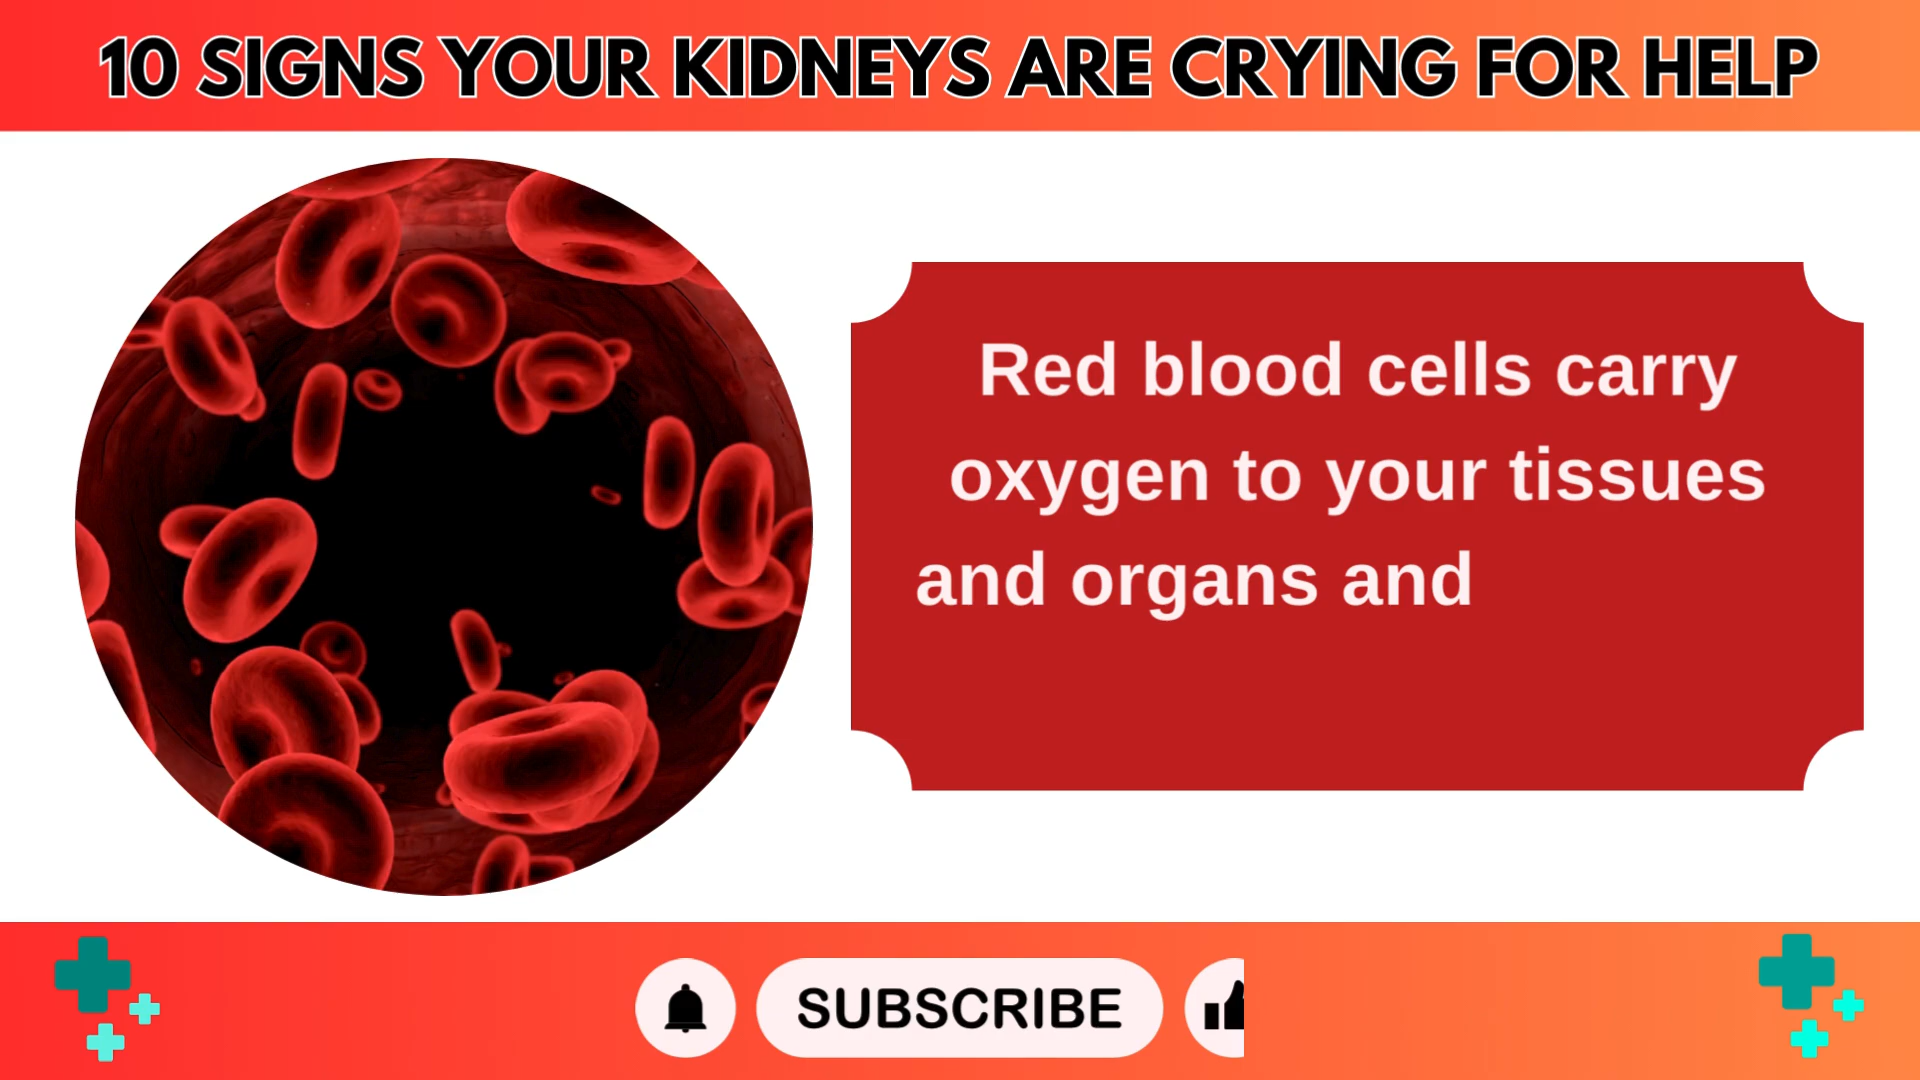 10 SIGNS YOUR KIDNEYS ARE CRYING FOR HELP
Red blood cells carry
oxygen to your tissues
and organs and
SUBSCRIBE